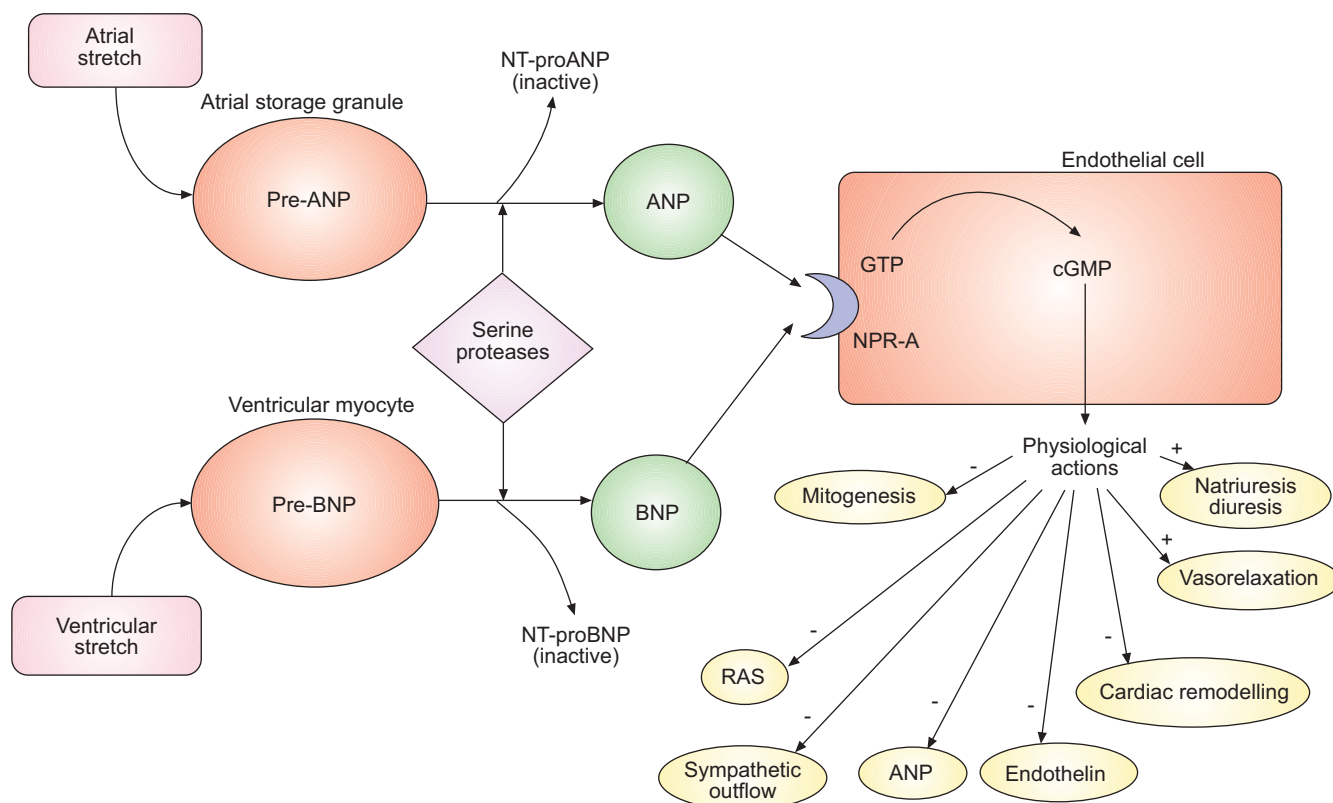 Atrial
stretch
NT-proANP
(inactive)
Atrial storage granule
Endothelial cell
Pre-ANP
ANP
GTP
cGMP
Serine
proteases
NPR-A
Ventricular myocyte
Physiological
actions
+
-
Mitogenesis
Natriuresis
diuresis
Pre-BNP
BNP
+
Vasorelaxation
Ventricular
stretch
NT-proBNP
(inactive)
-
-
RAS
Cardiac remodelling
-
-
-
Sympathetic
outflow
ANP
Endothelin